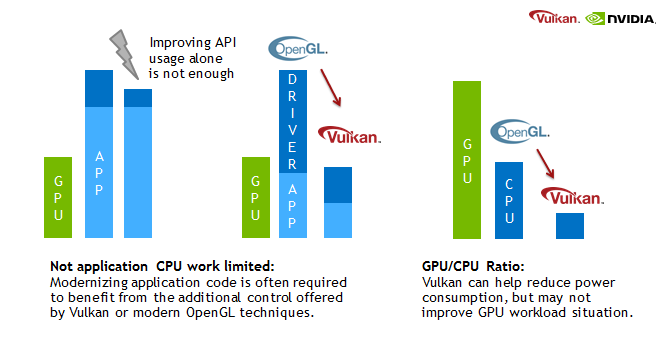 Vulkan. NVIDIA.
Improving API
usage alone
is not enough
OpenGL.
Vulkan.
GPU
APP
GPU
DRIVER
APP
GPU
OpenGL.
CPU
Vulkan.
Not application CPU work limited:
Modernizing application code is often required
to benefit from the additional control offered
by Vulkan or modern OpenGL techniques.
GPU/CPU Ratio:
Vulkan can help reduce power
consumption, but may not
improve GPU workload situation.